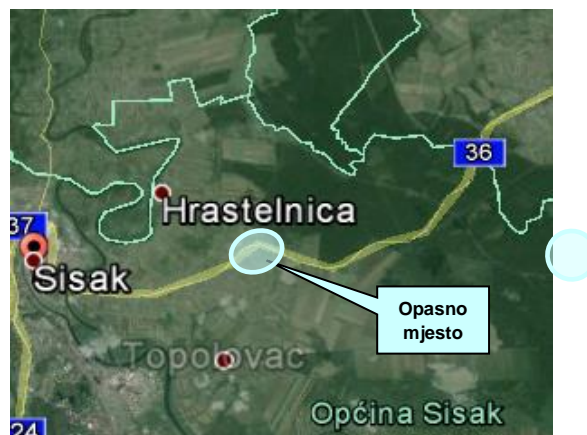 36
Hrastelnica
37
Sisak
Opasno
mjesto
Topolovac
Općina Sisak
24